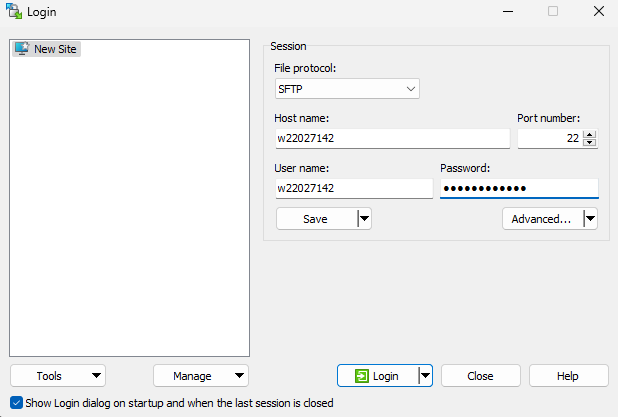 Login
New Site
Session
File protocol:
SFTP
Host name:
Port number:
w22027142
22
User name:
Password:
w22027142
●●●●●●●●●●●●
Save
Advanced...
Tools
Manage
Login
Close
Help
Show Login dialog on startup and when the last session is closed